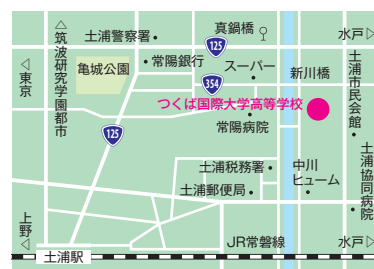 △筑波研究学園都市
真鍋橋
水戸▷
土浦警察署
125
常陽銀行
◁東京
亀城公園
354
スーパー
新川橋
土浦市民会館
つくば国際大学高等学校
常陽病院
125
土浦税務署
中川ヒューム
土浦協同病院
土浦郵便局
上野◁
JR常磐線
水戸▷
土浦駅